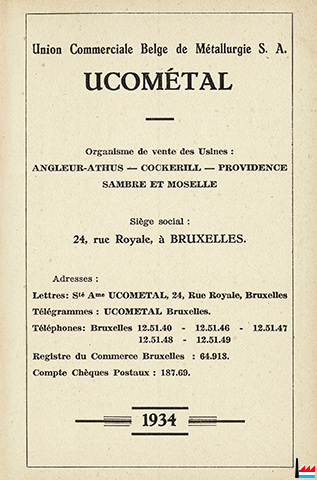 Union Commerciale Belge de Métallurgie S. A.
UCOMÉTAL
Organisme de vente des Usines :
ANGLEUR-ATHUS — COCKERILL — PROVIDENCE
SAMBRE ET MOSELLE
Siège social :
24, rue Royale, à BRUXELLES.
Adresses :
Lettres: Sté Ame UCOMETAL, 24, Rue Royale, Bruxelles
Télégrammes : UCOMETAL Bruxelles.
Téléphones: Bruxelles 12.51.40 - 12.51.46 - 12.51.47
12.51.48 - 12.51.49
Registre du Commerce Bruxelles : 64.913.
Compte Chèques Postaux : 187.69.
1934